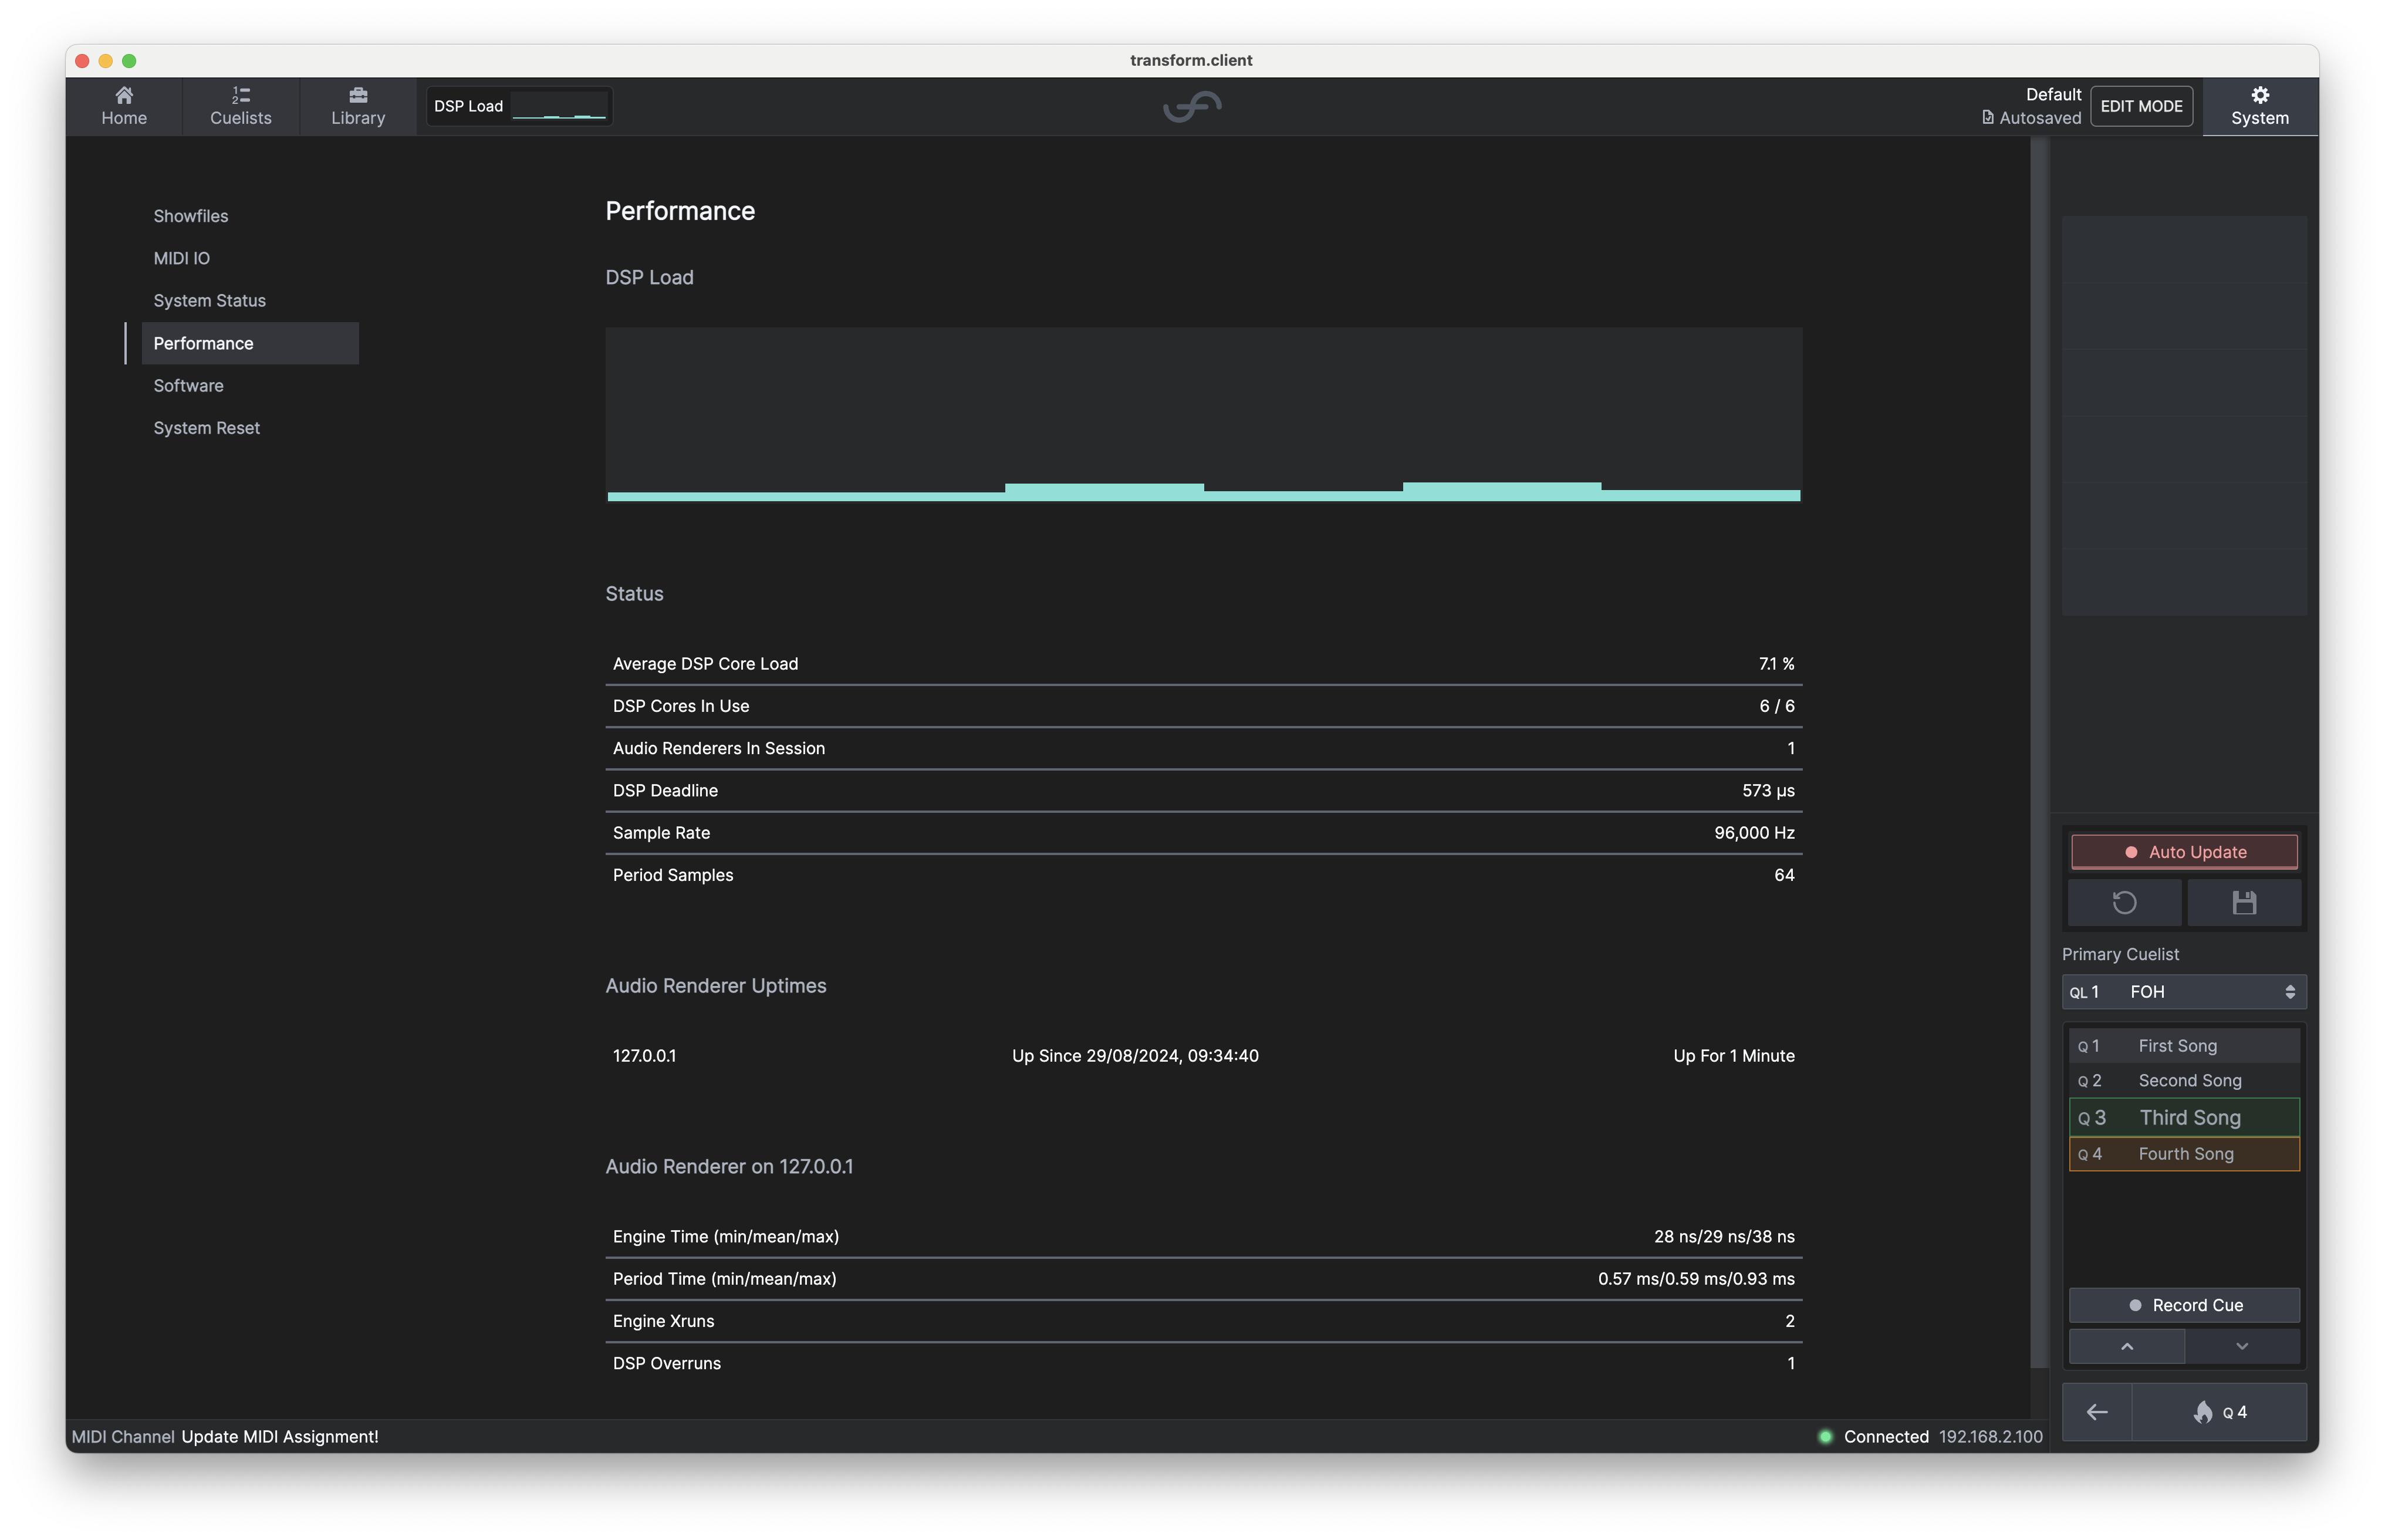 transform.client
Home
Cuelists
Library
DSP Load
Default
Autosaved
EDIT MODE
System
Showfiles
MIDI IO
System Status
Performance
Software
System Reset
Performance
DSP Load
Status
Average DSP Core Load 7.1 %
DSP Cores In Use 6 / 6
Audio Renderers In Session 1
DSP Deadline 573 µs
Sample Rate 96,000 Hz
Period Samples 64
Audio Renderer Uptimes
127.0.0.1 Up Since 29/08/2024, 09:34:40 Up For 1 Minute
Audio Renderer on 127.0.0.1
Engine Time (min/mean/max) 28 ns/29 ns/38 ns
Period Time (min/mean/max) 0.57 ms/0.59 ms/0.93 ms
Engine Xruns 2
DSP Overruns 1
Auto Update
Primary Cuelist
QL 1 FOH
Q 1 First Song
Q 2 Second Song
Q 3 Third Song
Q 4 Fourth Song
Record Cue
Q 4
MIDI Channel Update MIDI Assignment!
Connected 192.168.2.100